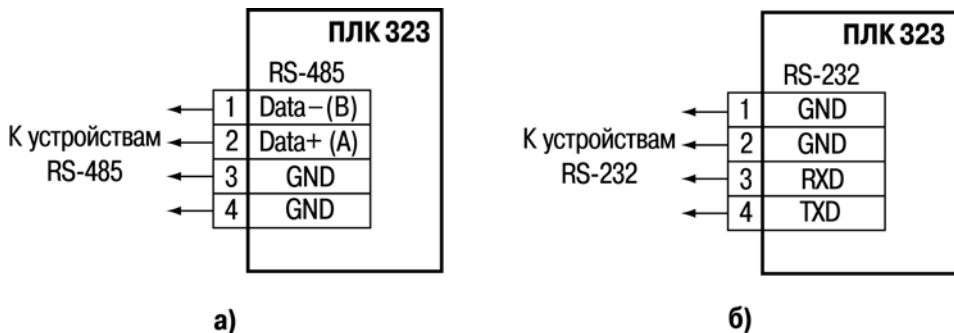 ПЛК 323
RS-485
1 Data– (B)
2 Data+ (A)
3 GND
4 GND
К устройствам
RS-485
а)
ПЛК 323
RS-232
1 GND
2 GND
3 RXD
4 TXD
К устройствам
RS-232
б)